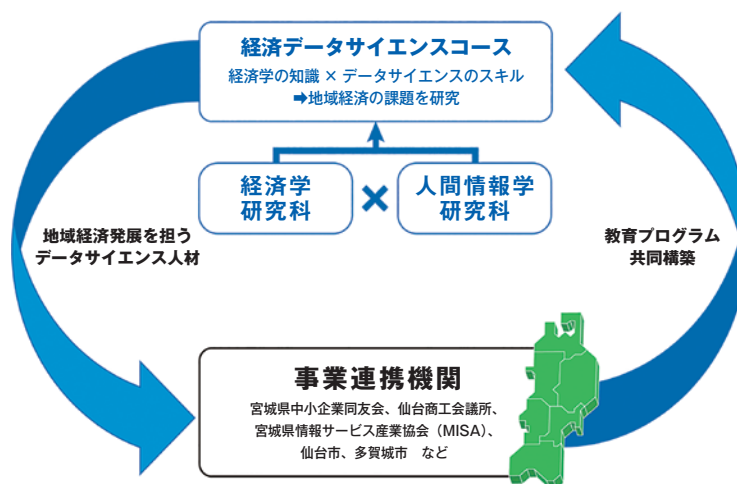 経済データサイエンスコース
経済学の知識 × データサイエンスのスキル
➡地域経済の課題を研究
経済学
研究科
×
人間情報学
研究科
地域経済発展を担う
データサイエンス人材
教育プログラム
共同構築
事業連携機関
宮城県中小企業同友会、仙台商工会議所、
宮城県情報サービス産業協会（MISA）、
仙台市、多賀城市　など